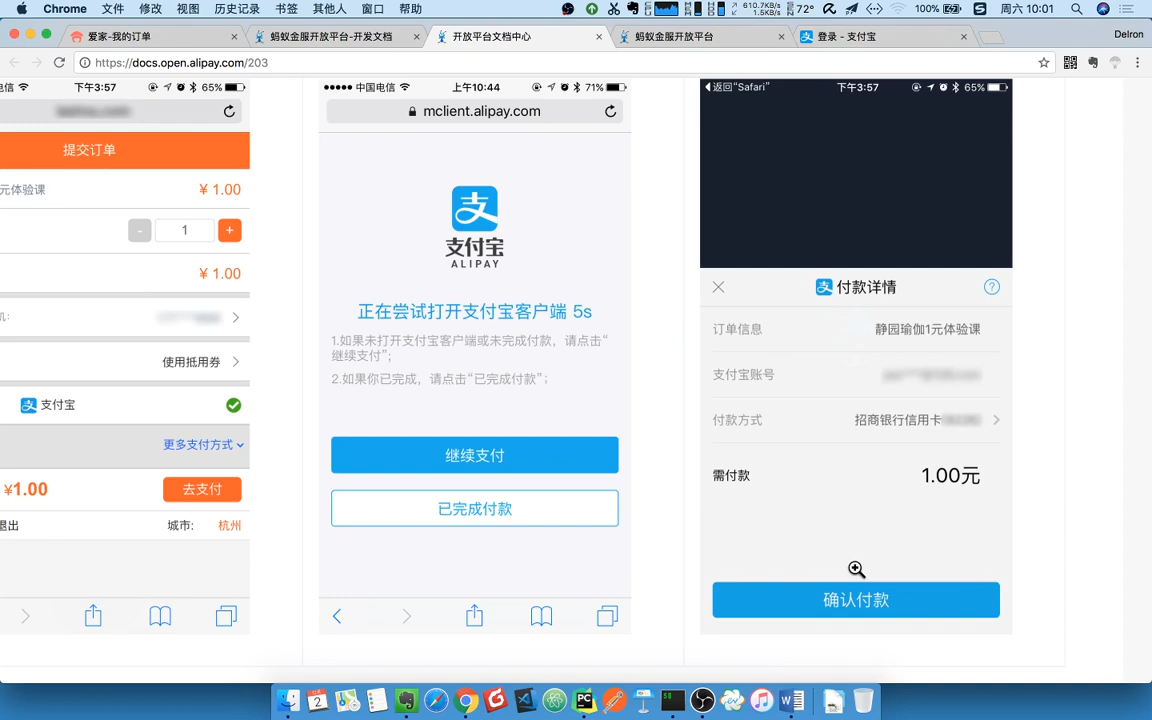 Chrome 文件 修改 视图 历史记录 书签 其他人 窗口 帮助 610.7KB/s 1.5KB/s 72° 100% 周六 10:01
爱家-我的订单 蚂蚁金服开放平台-开发文档 开放平台文档中心 蚂蚁金服开放平台 登录 - 支付宝 Delron
https://docs.open.alipay.com/203
电信 下午3:57 65%
提交订单
元体验课 ¥ 1.00
- 1 +
¥ 1.00
机:
使用抵用券
支付宝
更多支付方式
¥1.00 去支付
退出 城市: 杭州
中国电信 上午10:44 71%
mclient.alipay.com
支付宝
ALIPAY
正在尝试打开支付宝客户端 5s
1.如果未打开支付宝客户端或未完成付款，请点击“
继续支付”;
2.如果你已完成，请点击“已完成付款”;
继续支付
已完成付款
返回“Safari” 下午3:57 65%
付款详情
订单信息 静园瑜伽1元体验课
支付宝账号
付款方式 招商银行信用卡
需付款 1.00元
确认付款